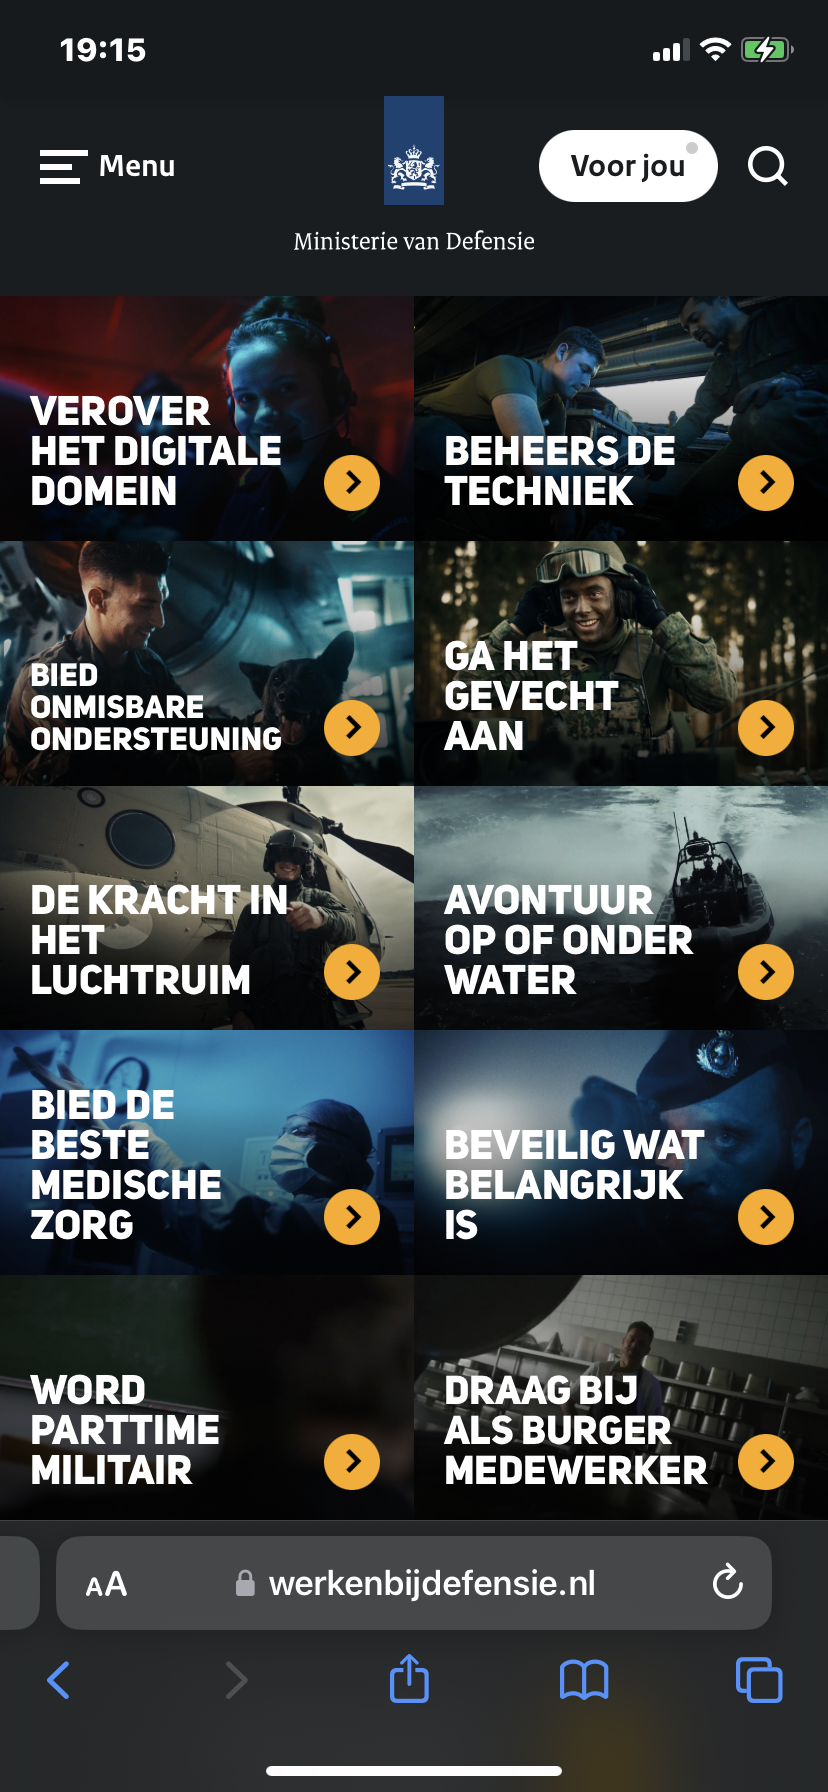 19:15
Menu
Voor jou
Ministerie van Defensie
VEROVER
HET DIGITALE
DOMEIN
BEHEERS DE
TECHNIEK
BIED
ONMISBARE
ONDERSTEUNING
GA HET
GEVECHT
AAN
DE KRACHT IN
HET
LUCHTRUIM
AVONTUUR
OP OF ONDER
WATER
BIED DE
BESTE
MEDISCHE
ZORG
BEVEILIG WAT
BELANGRIJK
IS
WORD
PARTTIME
MILITAIR
DRAAG BIJ
ALS BURGER
MEDEWERKER
AA
werkenbijdefensie.nl